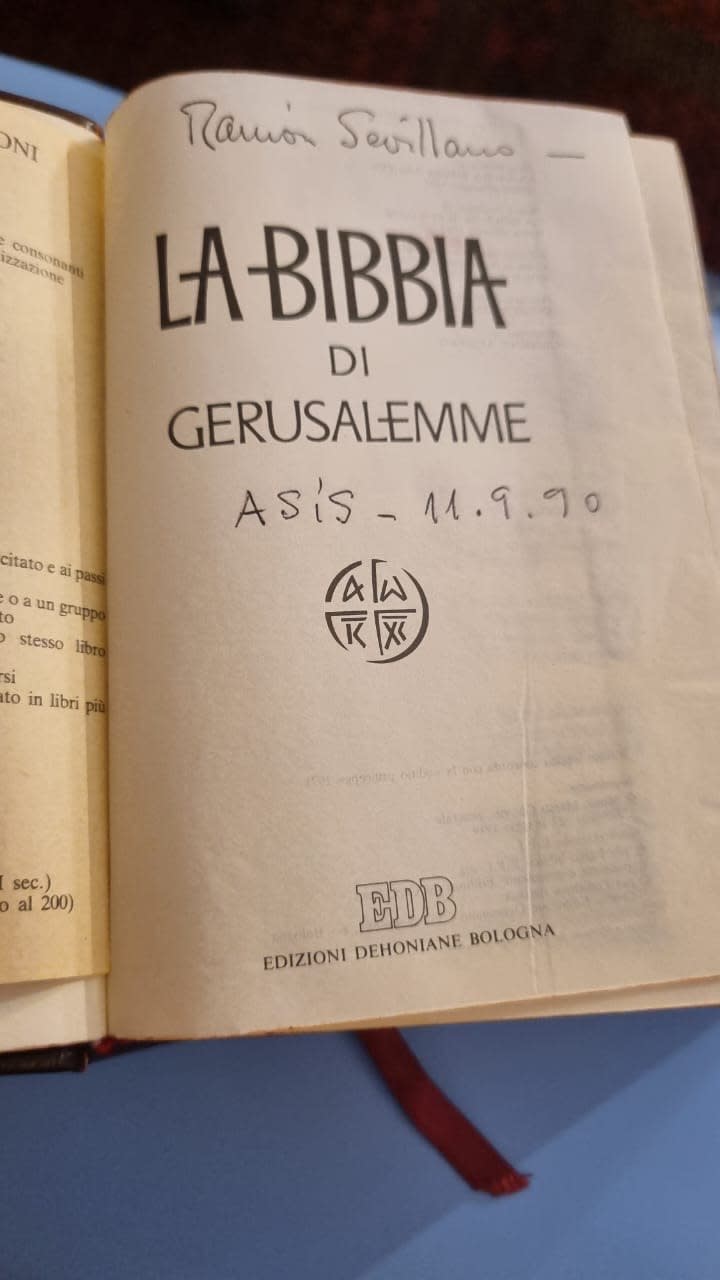 ONI
e consonanti
izzazione
citato e ai passi
e o a un gruppo
to
o stesso libro
rsi
ato in libri più
I sec.)
o al 200)
Ramón Sevillano —
LA BIBBIA
DI
GERUSALEMME
ASÍS - 11.9.90
EDB
EDIZIONI DEHONIANE BOLOGNA